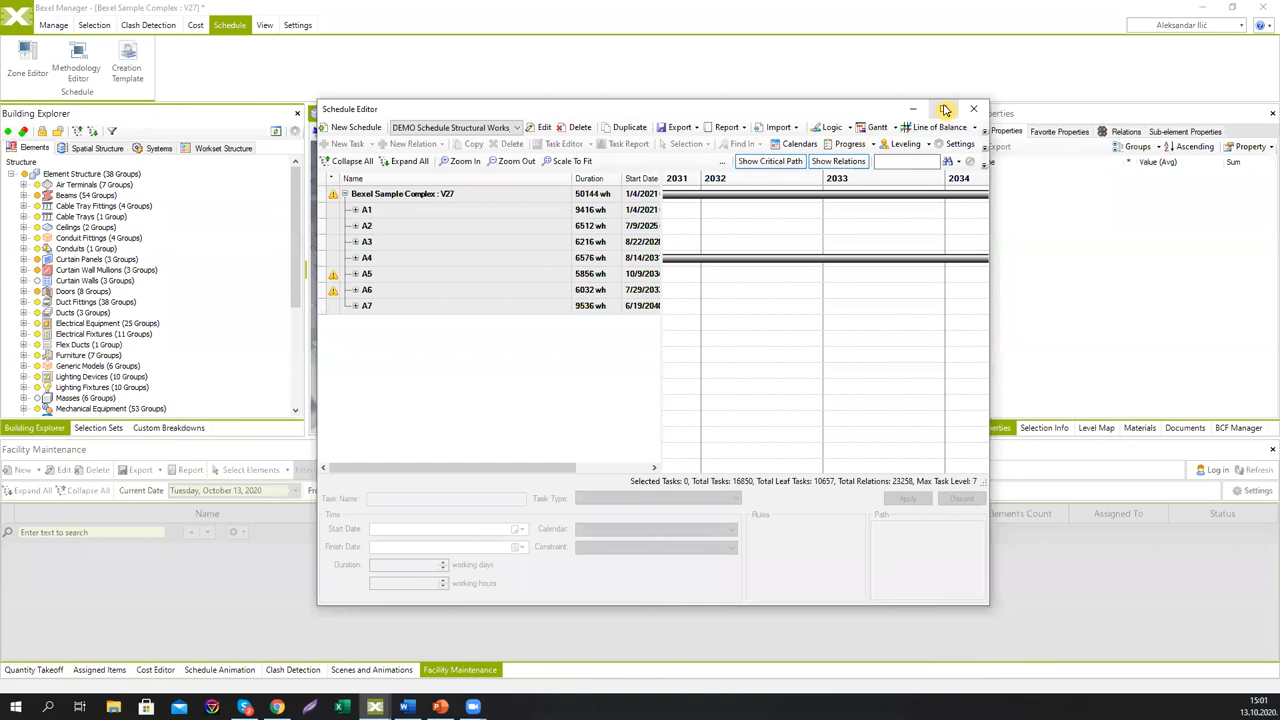 Bexel Manager - [Bexel Sample Complex : V27] *
Manage Selection Clash Detection Cost Schedule View Settings
Aleksandar Ilić
Zone Editor
Methodology Editor
Creation Template
Schedule
Building Explorer
Elements Spatial Structure Systems Workset Structure
Structure
Element Structure (38 Groups)
Air Terminals (7 Groups)
Beams (54 Groups)
Cable Tray Fittings (4 Groups)
Cable Trays (1 Group)
Ceilings (2 Groups)
Conduit Fittings (4 Groups)
Conduits (1 Group)
Curtain Panels (3 Groups)
Curtain Wall Mullions (3 Groups)
Curtain Walls (3 Groups)
Doors (8 Groups)
Duct Fittings (38 Groups)
Ducts (3 Groups)
Electrical Equipment (25 Groups)
Electrical Fixtures (11 Groups)
Flex Ducts (1 Group)
Furniture (7 Groups)
Generic Models (6 Groups)
Lighting Devices (10 Groups)
Lighting Fixtures (10 Groups)
Masses (6 Groups)
Mechanical Equipment (53 Groups)
Building Explorer Selection Sets Custom Breakdowns
Schedule Editor
New Schedule DEMO Schedule Structural Works Edit Delete Duplicate Export Report Import Logic Gantt Line of Balance
New Task New Relation Copy Delete Task Editor Task Report Selection Find In Calendars Progress Leveling Settings
Collapse All Expand All Zoom In Zoom Out Scale To Fit ... Show Critical Path Show Relations
Name Duration Start Date 2031 2032 2033 2034
Bexel Sample Complex : V27 50144 wh 1/4/2021
A1 9416 wh 1/4/2021
A2 6512 wh 7/9/2025
A3 6216 wh 8/22/202
A4 6576 wh 8/14/203
A5 5856 wh 10/9/203
A6 6032 wh 7/29/203
A7 9536 wh 6/19/204
Selected Tasks: 0, Total Tasks: 16850, Total Leaf Tasks: 10657, Total Relations: 23258, Max Task Level: 7
Task Name: Task Type: Apply Discard
Time Rules Path
Start Date: Calendar:
Finish Date: Constraint:
Duration: working days
working hours
Properties
Properties Favorite Properties Relations Sub-element Properties
Groups Ascending Property
Value (Avg) Sum
Selection Info Level Map Materials Documents BCF Manager
Facility Maintenance
New Edit Delete Export Report Select Elements
Log in Refresh
Expand All Collapse All Current Date Tuesday, October 13, 2020
Settings
Name Elements Count Assigned To Status
Enter text to search
Quantity Takeoff Assigned Items Cost Editor Schedule Animation Clash Detection Scenes and Animations Facility Maintenance
15:01
13.10.2020.